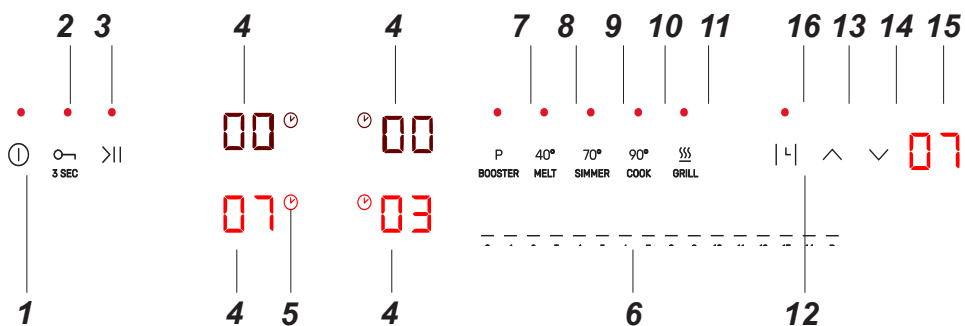 2 3 4 4 7 8 9 10 11 16 13 14 15
00 00
P 40° 70° 90° 07
3 SEC BOOSTER MELT SIMMER COOK GRILL
07 03
1 4 5 4 6 12